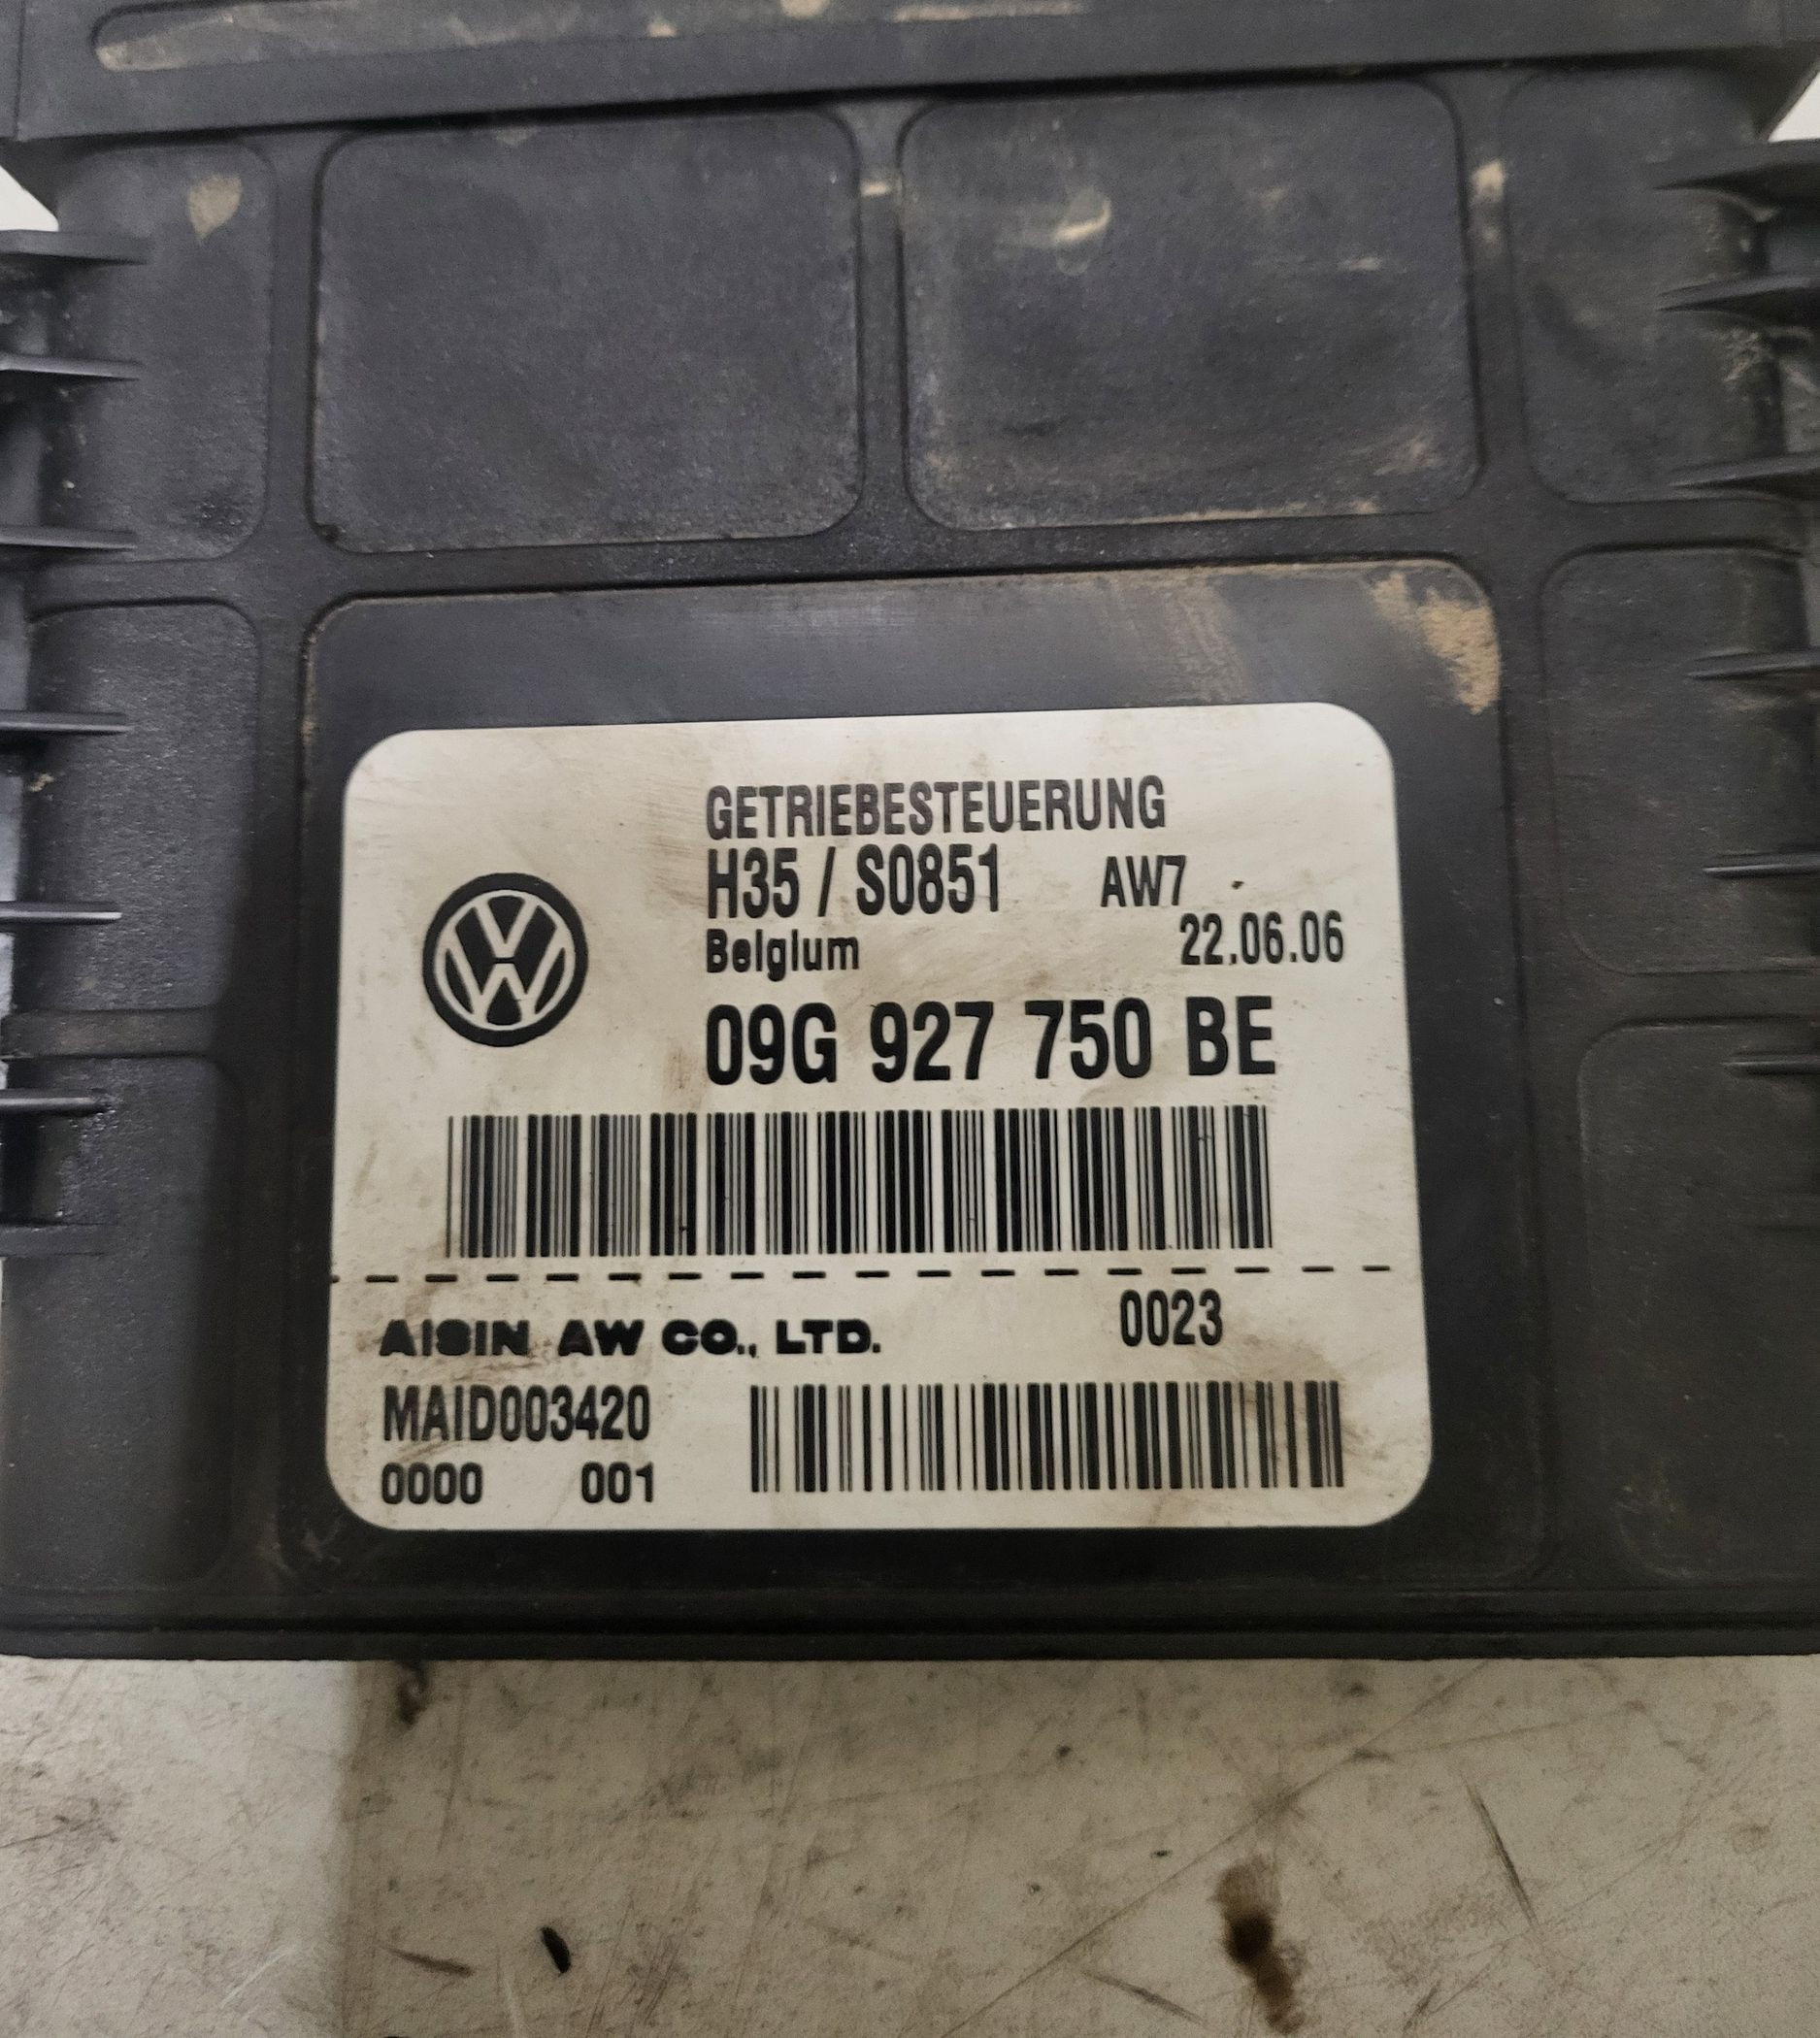 GETRIEBESTEUERUNG
H35 / S0851 AW7
Belgium 22.06.06
09G 927 750 BE
AISIN AW CO., LTD. 0023
MAID003420
0000 001